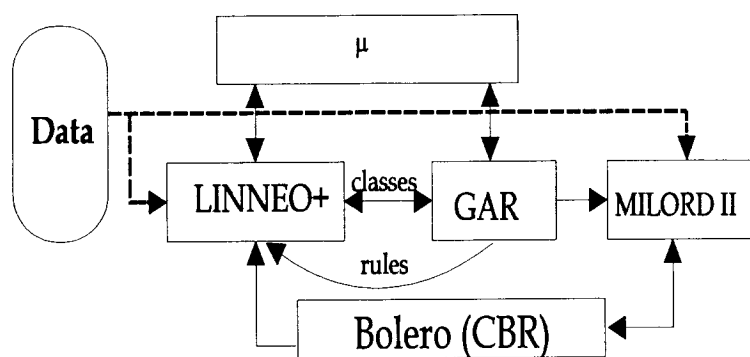 µ
Data
LINNEO+
classes
GAR
MILORD II
rules
Bolero (CBR)